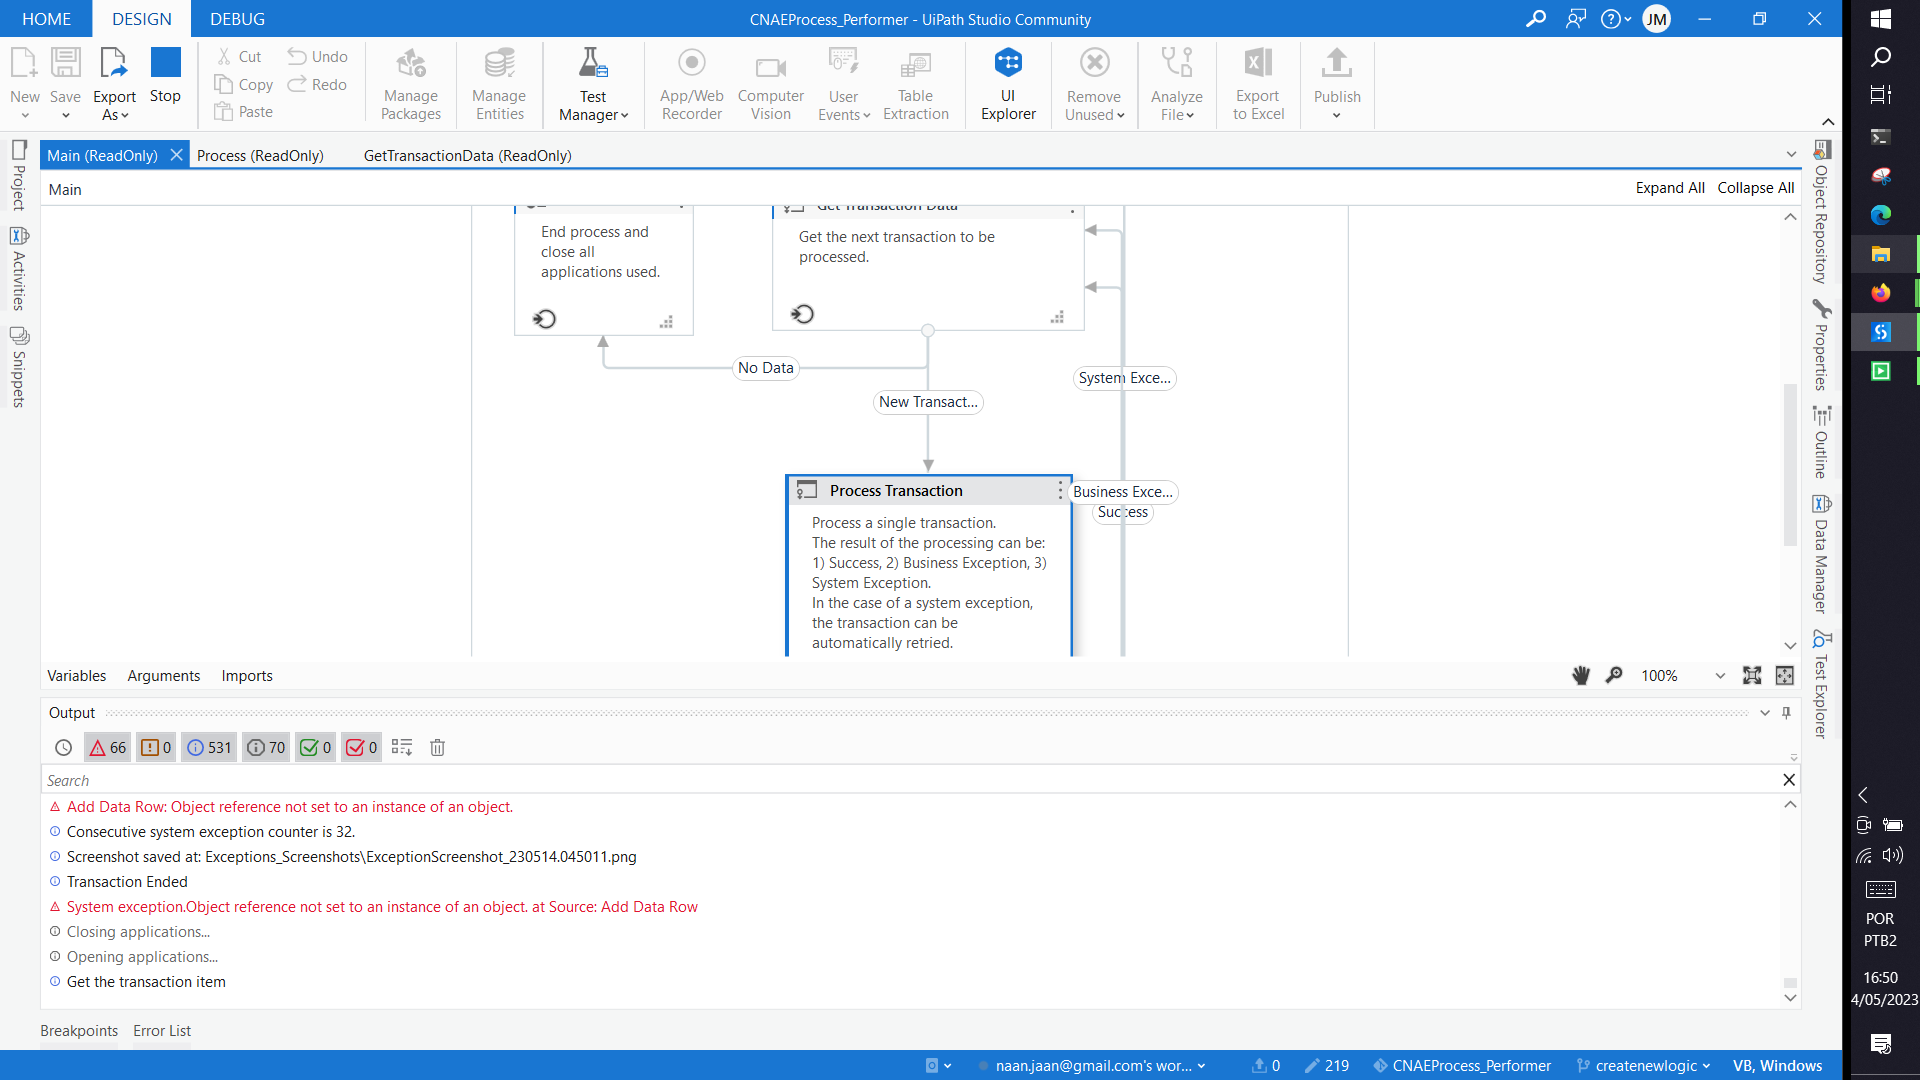 HOME DESIGN DEBUG
CNAEProcess_Performer - UiPath Studio Community
JM
New
Save
Export As
Stop
Cut
Copy
Paste
Undo
Redo
Manage Packages
Manage Entities
Test Manager
App/Web Recorder
Computer Vision
User Events
Table Extraction
UI Explorer
Remove Unused
Analyze File
Export to Excel
Publish
Main (ReadOnly)
Process (ReadOnly)
GetTransactionData (ReadOnly)
Main
Expand All Collapse All
Project
Activities
Snippets
Object Repository
Properties
Outline
Data Manager
Test Explorer
End process and
close all
applications used.
Get Transaction Data
Get the next transaction to be
processed.
No Data
New Transact...
System Exce...
Business Exce...
Success
Process Transaction
Process a single transaction.
The result of the processing can be:
1) Success, 2) Business Exception, 3)
System Exception.
In the case of a system exception,
the transaction can be
automatically retried.
Variables Arguments Imports
100%
Output
66 0 531 70 0 0
Search
Add Data Row: Object reference not set to an instance of an object.
Consecutive system exception counter is 32.
Screenshot saved at: Exceptions_Screenshots\ExceptionScreenshot_230514.045011.png
Transaction Ended
System exception.Object reference not set to an instance of an object. at Source: Add Data Row
Closing applications...
Opening applications...
Get the transaction item
Breakpoints Error List
naan.jaan@gmail.com's wor...
0
219
CNAEProcess_Performer
createnewlogic
VB, Windows
POR
PTB2
16:50
4/05/2023